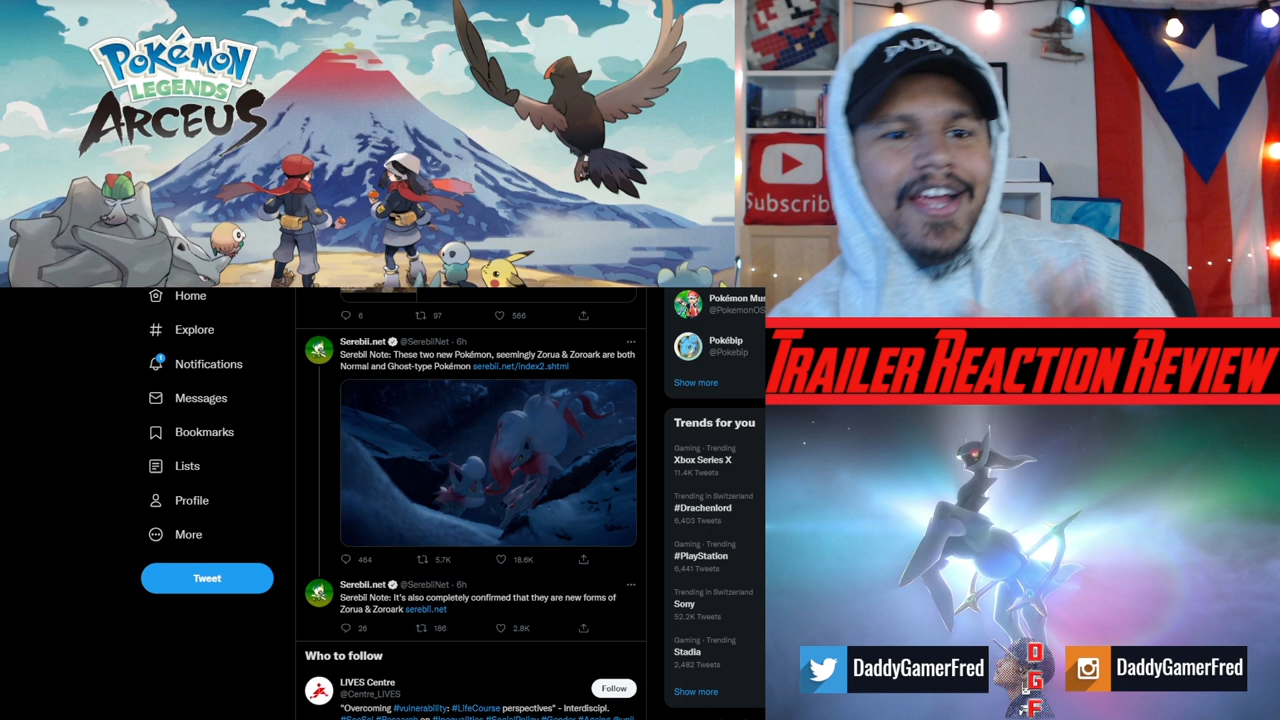 POKéMON
LEGENDS
ARCEUS
DADDY
Subscrib
Home
Explore
1
Notifications
Messages
Bookmarks
Lists
Profile
More
Tweet
6 97 566
Serebii.net @SerebiiNet · 6h
Serebii Note: These two new Pokémon, seemingly Zorua & Zoroark are both
Normal and Ghost-type Pokémon serebii.net/index2.shtml
464 5.7K 18.6K
Serebii.net @SerebiiNet · 6h
Serebii Note: It's also completely confirmed that they are new forms of
Zorua & Zoroark serebii.net
26 186 2.8K
Who to follow
LIVES Centre
@Centre_LIVES
Follow
"Overcoming #vulnerability: #LifeCourse perspectives" - Interdiscipl.
Pokémon Mus
@PokemonOS
Pokébip
@Pokebip
Show more
Trends for you
Gaming · Trending
Xbox Series X
11.4K Tweets
Trending in Switzerland
#Drachenlord
6,403 Tweets
Gaming · Trending
#PlayStation
6,441 Tweets
Trending in Switzerland
Sony
52.2K Tweets
Gaming · Trending
Stadia
2,482 Tweets
Show more
TRAILER REACTION REVIEW
DaddyGamerFred
D
G
F
DaddyGamerFred